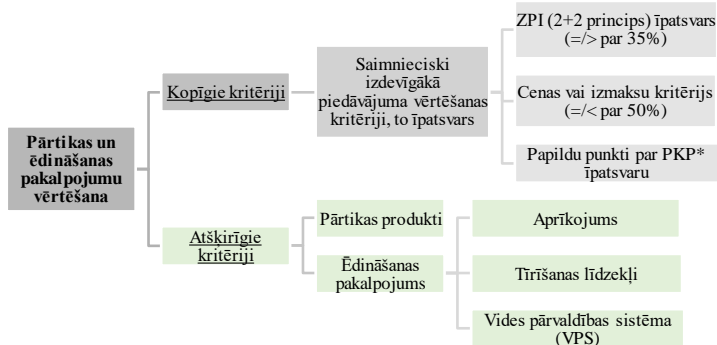 Pārtikas un
ēdināšanas
pakalpojumu
vērtēšana
Kopīgie kritēriji
Saimnieciski
izdevīgākā
piedāvājuma vērtēšanas
kritēriji, to īpatsvars
ZPI (2+2 princips) īpatsvars
(=/> par 35%)
Cenas vai izmaksu kritērijs
(=/< par 50%)
Papildu punkti par PKP*
īpatsvaru
Atšķirīgie
kritēriji
Pārtikas produkti
Ēdināšanas
pakalpojums
Aprīkojums
Tīrīšanas līdzekļi
Vides pārvaldības sistēma
(VPS)